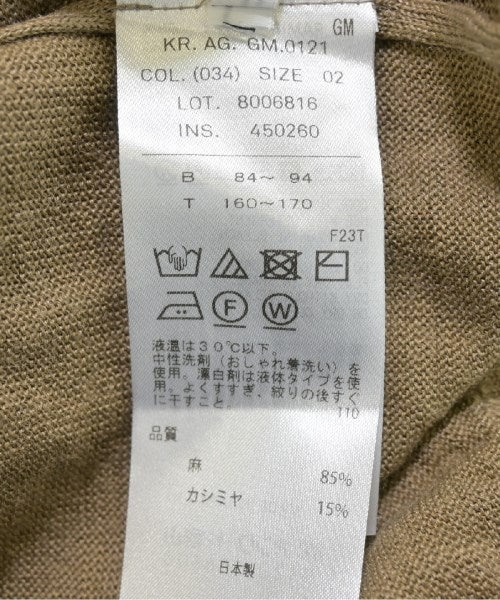 GM
KR. AG. GM.0121
COL. (034) SIZE 02
LOT. 8006816
INS. 450260
B 84～ 94
T 160～170
F23T
F W
液温は30℃以下。
中性洗剤（おしゃれ着洗い）を
使用。漂白剤は液体タイプを使
用。よくすすぎ、絞りの後すぐ
に干すこと。
110
品質
麻 85%
カシミヤ 15%
日本製